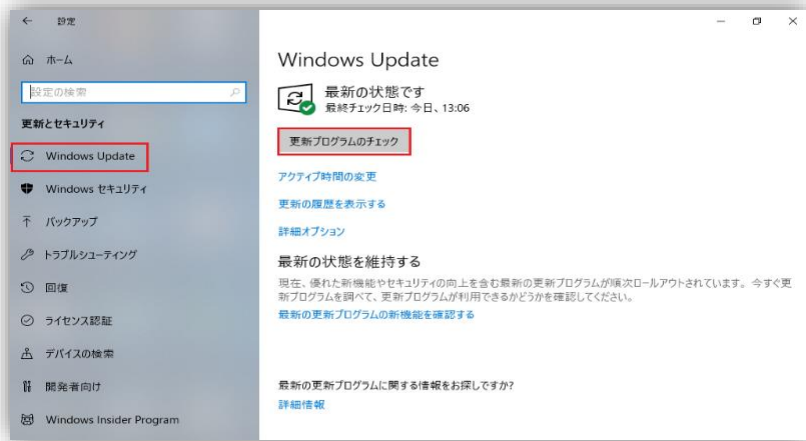 設定
ホーム
設定の検索
更新とセキュリティ
Windows Update
Windows セキュリティ
バックアップ
トラブルシューティング
回復
ライセンス認証
デバイスの検索
開発者向け
Windows Insider Program
Windows Update
最新の状態です
最終チェック日時: 今日、13:06
更新プログラムのチェック
アクティブ時間の変更
更新の履歴を表示する
詳細オプション
最新の状態を維持する
現在、優れた新機能やセキュリティの向上を含む最新の更新プログラムが順次ロールアウトされています。今すぐ更
新プログラムを調べて、更新プログラムが利用できるかどうかを確認してください。
最新の更新プログラムの新機能を確認する
最新の更新プログラムに関する情報をお探しですか?
詳細情報